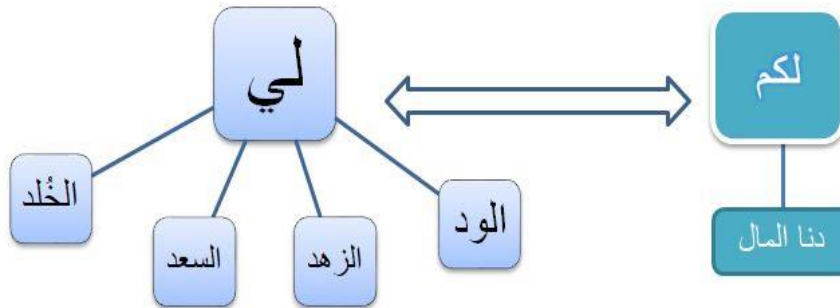 لكم
لي
دنا المال
الود
الزهد
السعد
الخُلد